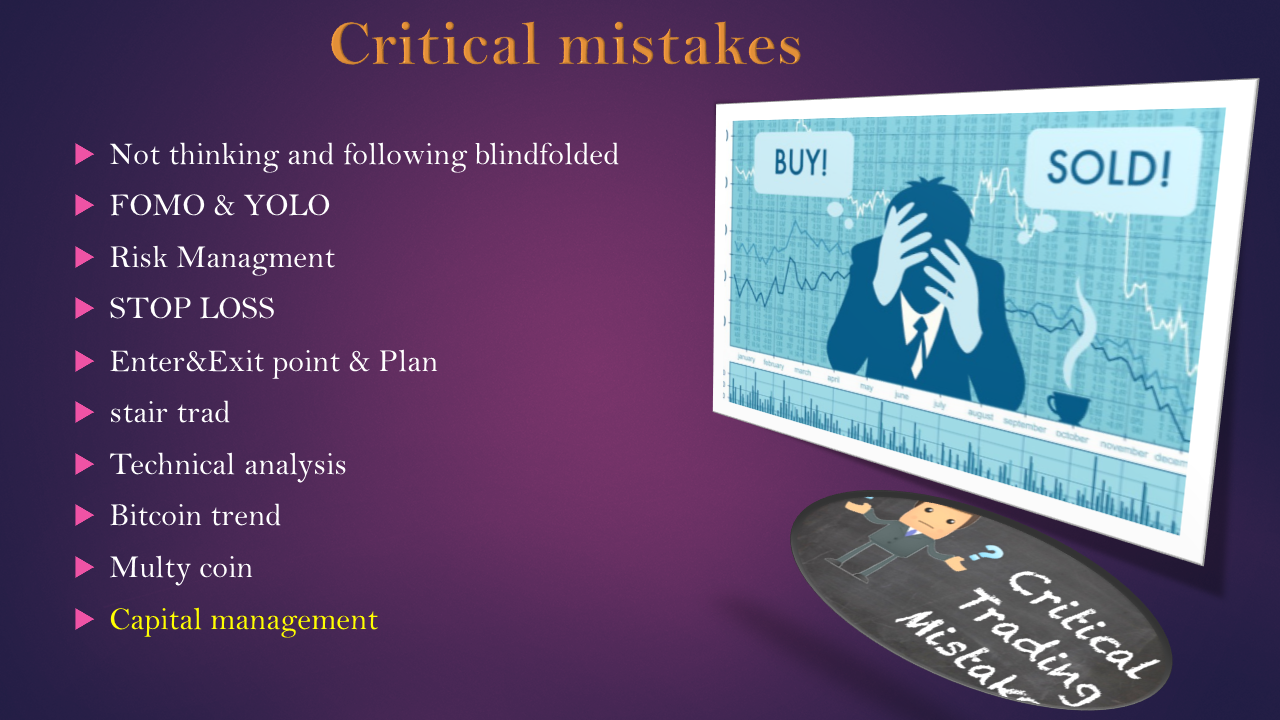 Critical mistakes
Not thinking and following blindfolded
FOMO & YOLO
Risk Managment
STOP LOSS
Enter&Exit point & Plan
stair trad
Technical analysis
Bitcoin trend
Multy coin
Capital management
BUY!
SOLD!
january february march april may june july august september october november decem
?
Critical
Trading
Mistak